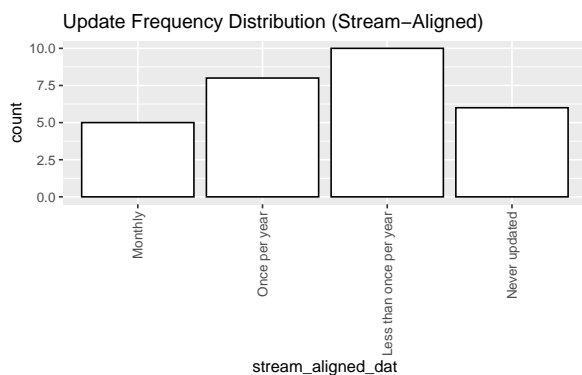 Update Frequency Distribution (Stream−Aligned)
10.0
7.5
5.0
2.5
0.0
count
Monthly
Once per year
Less than once per year
Never updated
stream_aligned_dat